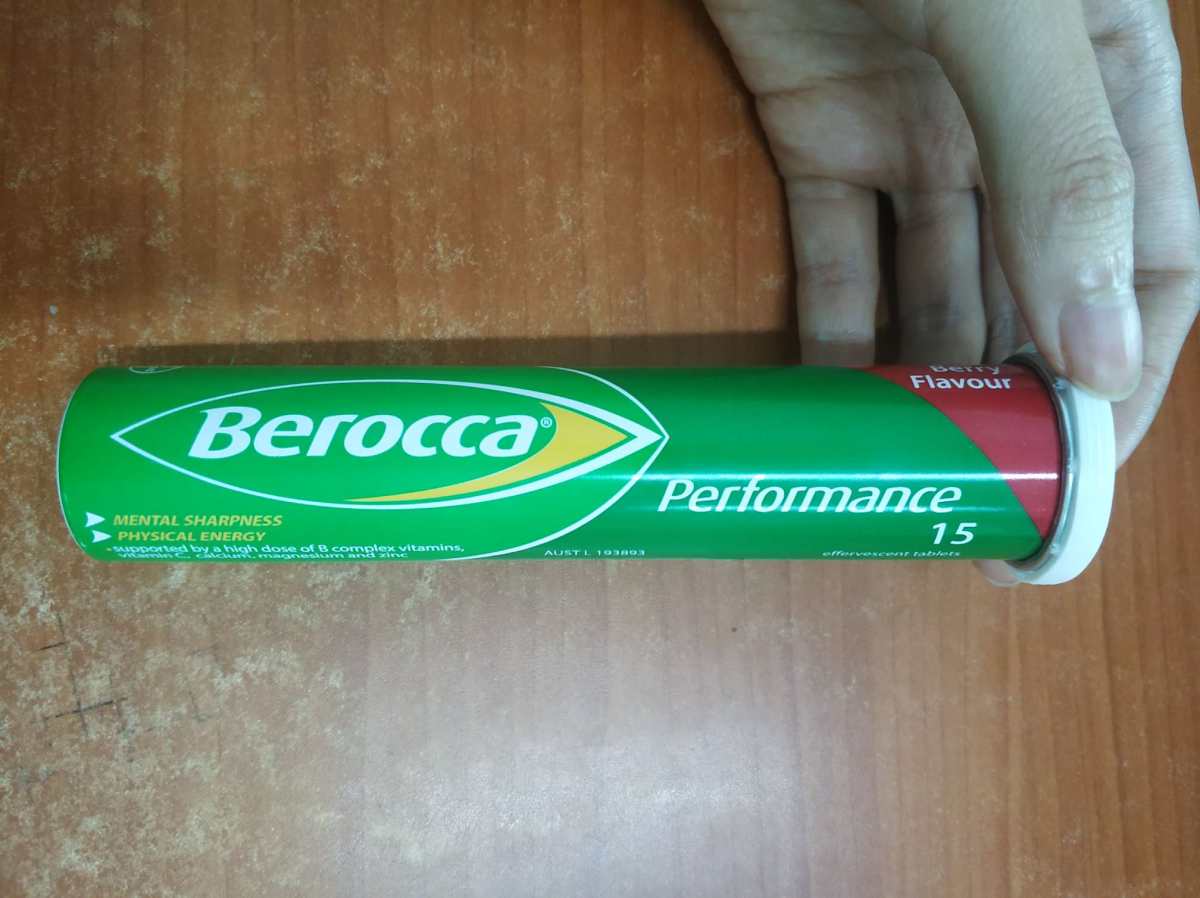 Berry
Flavour
Berocca®
Performance
15
effervescent tablets
MENTAL SHARPNESS
PHYSICAL ENERGY
•supported by a high dose of B complex vitamins,
vitamin C, calcium, magnesium and zinc
AUST L 193893